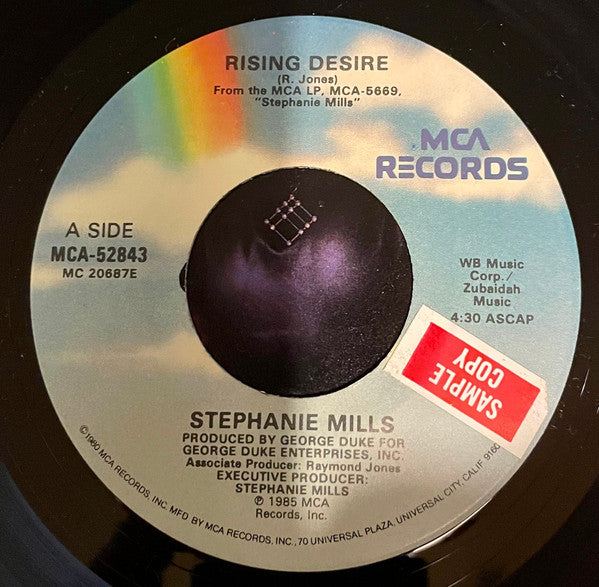 RISING DESIRE
(R. Jones)
From the MCA LP, MCA-5669,
"Stephanie Mills"
MCA
RECORDS
A SIDE
MCA-52843
MC 20687E
WB Music
Corp./
Zubaidah
Music
4:30 ASCAP
SAMPLE
COPY
STEPHANIE MILLS
PRODUCED BY GEORGE DUKE FOR
GEORGE DUKE ENTERPRISES, INC.
Associate Producer: Raymond Jones
EXECUTIVE PRODUCER:
STEPHANIE MILLS
℗ 1985 MCA
Records, Inc.
©1980 MCA RECORDS, INC. MFD BY MCA RECORDS, INC., 70 UNIVERSAL PLAZA, UNIVERSAL CITY, CALIF 9160